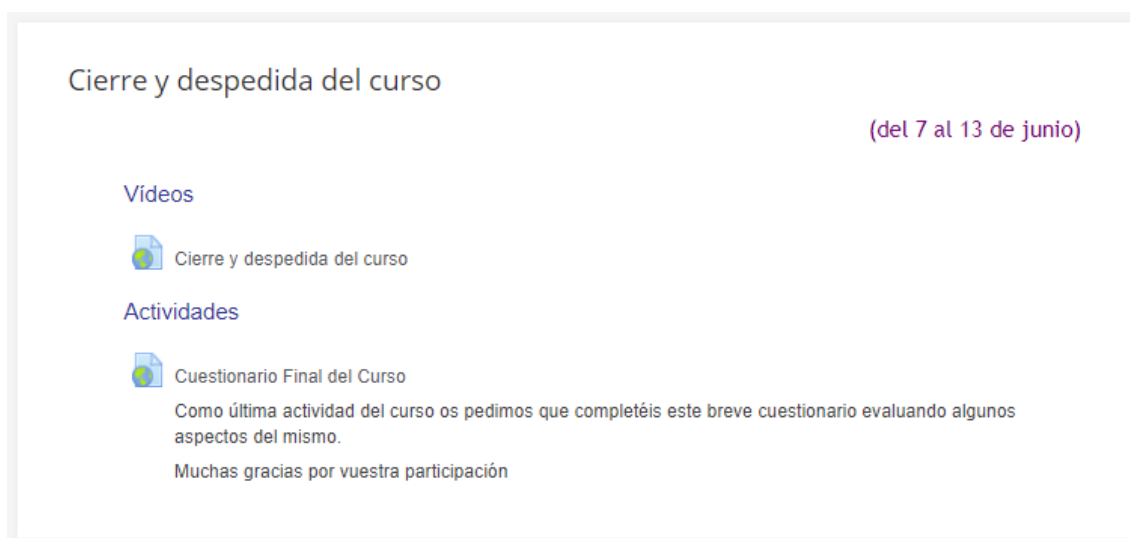 Cierre y despedida del curso
(del 7 al 13 de junio)
Vídeos
Cierre y despedida del curso
Actividades
Cuestionario Final del Curso
Como última actividad del curso os pedimos que completéis este breve cuestionario evaluando algunos
aspectos del mismo.
Muchas gracias por vuestra participación